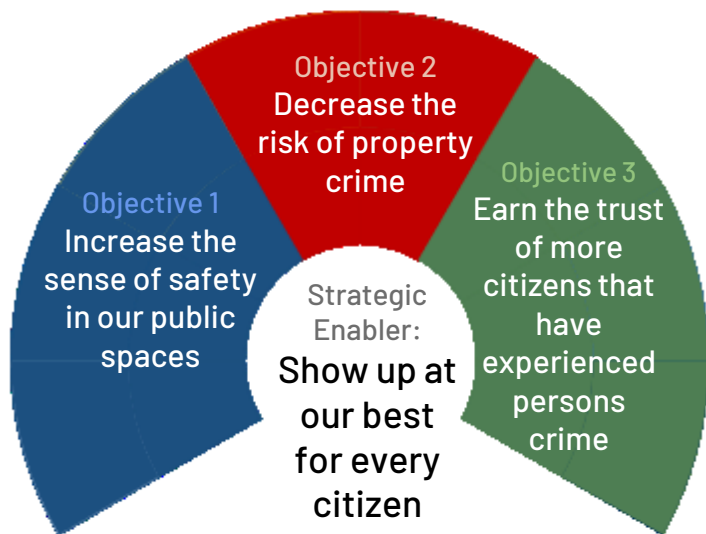 Objective 1
Increase the
sense of safety
in our public
spaces
Objective 2
Decrease the
risk of property
crime
Objective 3
Earn the trust
of more
citizens that
have
experienced
persons
crime
Strategic
Enabler:
Show up at
our best
for every
citizen